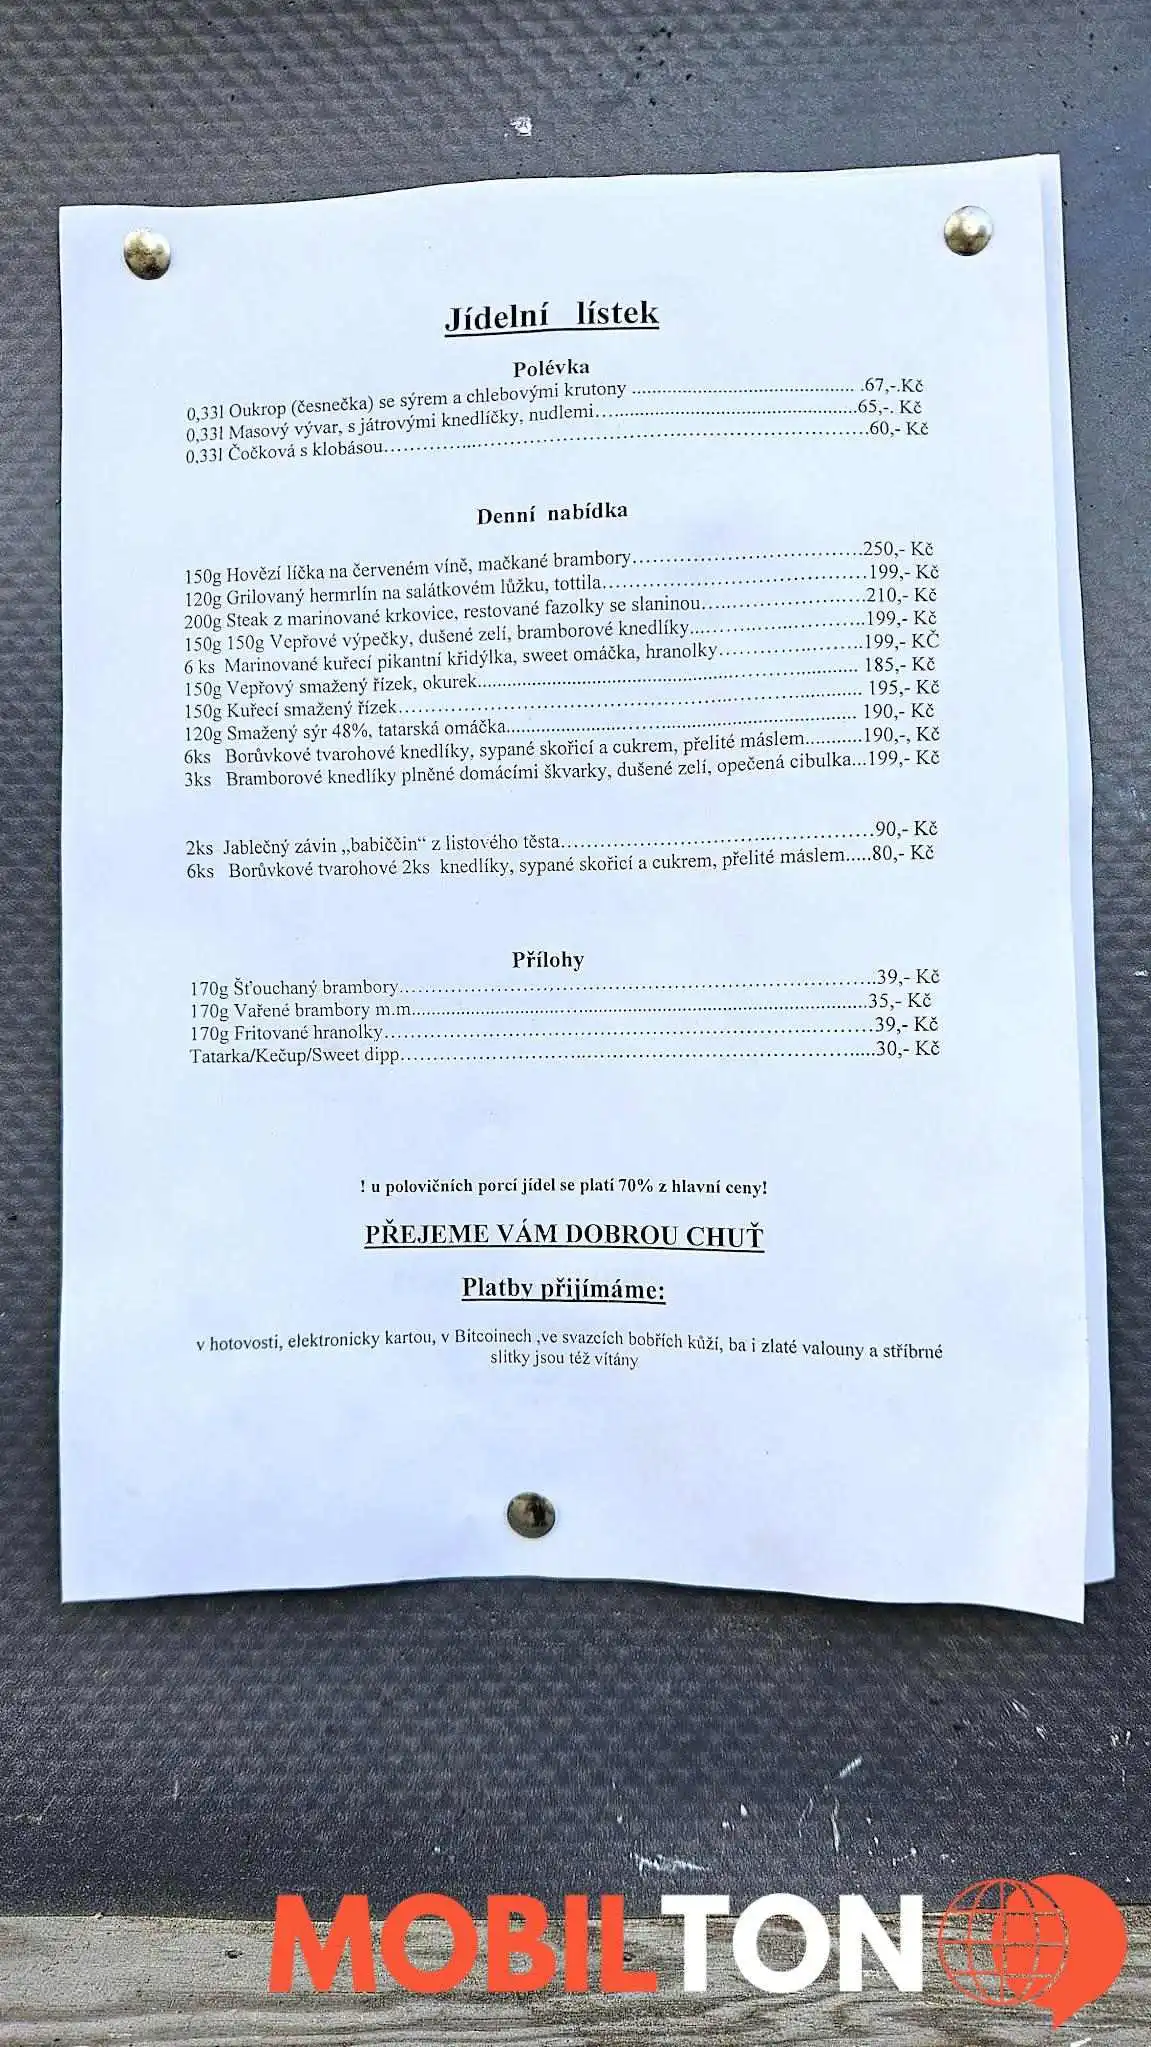 Jídelní lístek
Polévka
0,33l Oukrop (česnečka) se sýrem a chlebovými krutony ............................................. .67,-.Kč
0,33l Masový vývar, s játrovými knedlíčky, nudlemi…................................................65,-. Kč
0,33l Čočková s klobásou…………...……………………………………………………...60,- Kč
Denní nabídka
150g Hovězí líčka na červeném víně, mačkané brambory………………………………...250,- Kč
120g Grilovaný hermrlín na salátkovém lůžku, tottila……………………………………...199,- Kč
200g Steak z marinované krkovice, restované fazolky se slaninou….…………………...210,- Kč
150g 150g Vepřové výpečky, dušené zelí, bramborové knedlíky...……………………...199,- Kč
6 ks Marinované kuřecí pikantní křidýlka, sweet omáčka, hranolky…………………...199,- KČ
150g Vepřový smažený řízek, okurek........................................................................ 185,- Kč
150g Kuřecí smažený řízek……………………………………………………………........... 195,- Kč
120g Smažený sýr 48%, tatarská omáčka................................................................... 190,- Kč
6ks Borůvkové tvarohové knedlíky, sypané skořicí a cukrem, přelité máslem...........190,-, Kč
3ks Bramborové knedlíky plněné domácími škvarky, dušené zelí, opečená cibulka...199,- Kč
2ks Jablečný závin „babiččin“ z listového těsta……………………………………………...90,- Kč
6ks Borůvkové tvarohové 2ks knedlíky, sypané skořicí a cukrem, přelité máslem.....80,- Kč
Přílohy
170g Šťouchaný brambory……………………………………………………………………...39,- Kč
170g Vařené brambory m.m.............................................................................................35,- Kč
170g Fritované hranolky……………………………………………………………………...39,- Kč
Tatarka/Kečup/Sweet dipp…………………………………………………………………….....30,- Kč
! u polovičních porcí jídel se platí 70% z hlavní ceny!
PŘEJEME VÁM DOBROU CHUŤ
Platby přijímáme:
v hotovosti, elektronicky kartou, v Bitcoinech ,ve svazcích bobřích kůží, ba i zlaté valouny a stříbrné
slitky jsou též vítány
MOBILTON